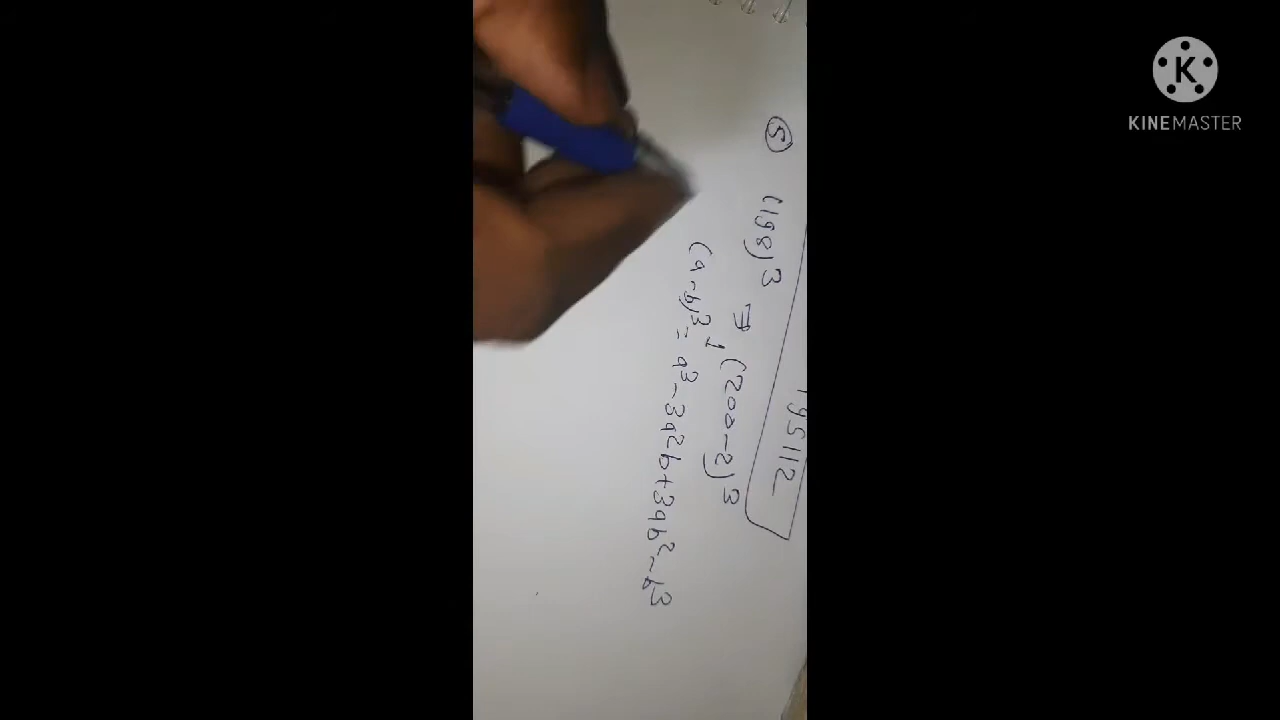 195112
⑤ (198)³ ⇒ (200-2)³
(a-b)³ = a³-3a²b+3ab²-b³
KINEMASTER